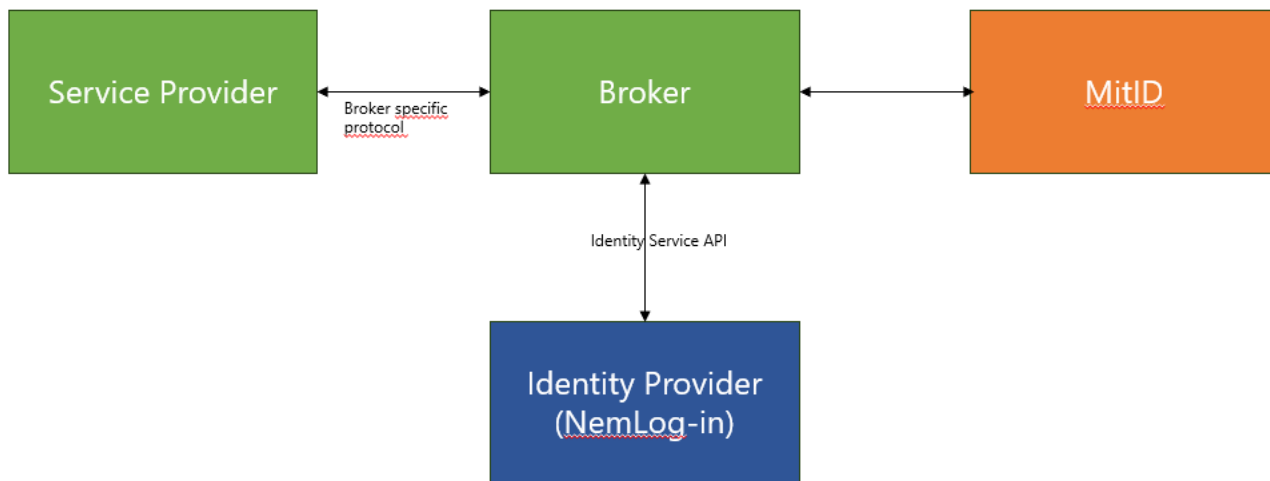 Service Provider
Broker specific
protocol
Broker
MitID
Identity Service API
Identity Provider
(NemLog-in)